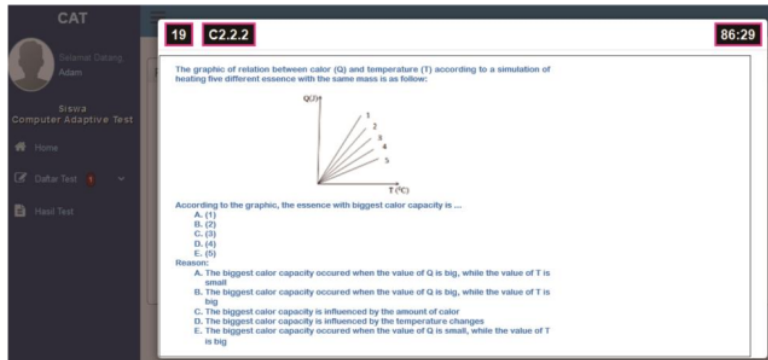 CAT
19
C2.2.2
86:29
Selamat Datang
Adam
Siswa
Computer Adaptive Test
Home
Daftar Test 1
Hasil Test
The graphic of relation between calor (Q) and temperature (T) according to a simulation of
heating five different essence with the same mass is as follow:
Q(J)
1
2
3
4
5
T (°C)
According to the graphic, the essence with biggest calor capacity is ...
A. (1)
B. (2)
C. (3)
D. (4)
E. (5)
Reason:
A. The biggest calor capacity occured when the value of Q is big, while the value of T is
small
B. The biggest calor capacity occured when the value of Q is big, while the value of T is
big
C. The biggest calor capacity is influenced by the amount of calor
D. The biggest calor capacity is influenced by the temperature changes
E. The biggest calor capacity occured when the value of Q is small, while the value of T
is big